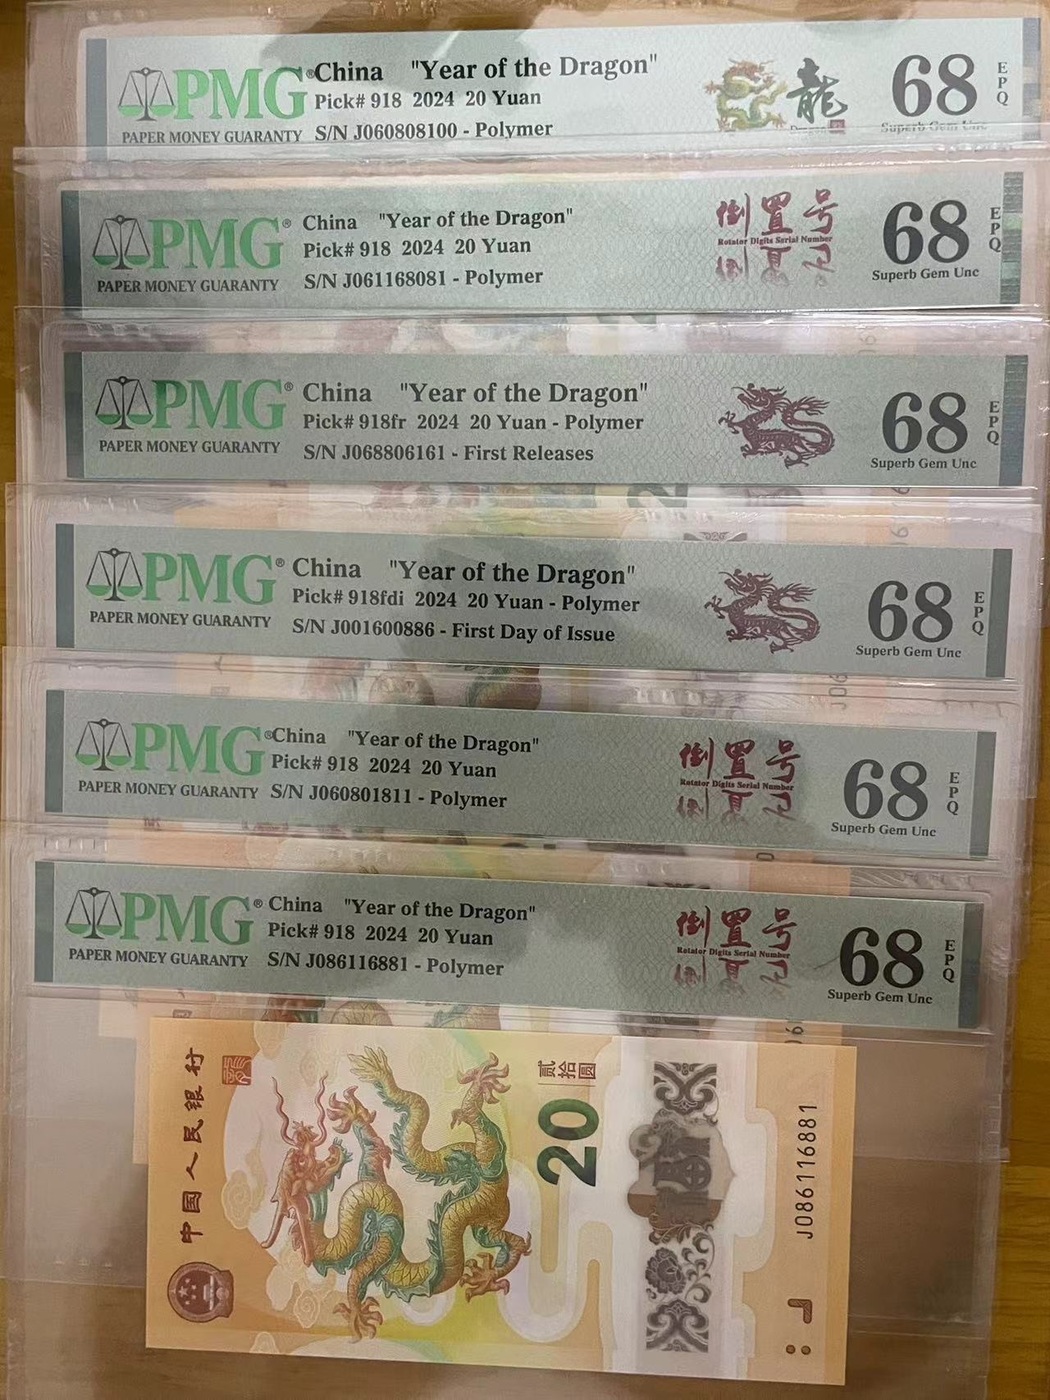 PMG®
PAPER MONEY GUARANTY
China "Year of the Dragon"
Pick# 918 2024 20 Yuan
S/N J060808100 - Polymer
龍
68
EPQ
Superb Gem Unc
PMG®
PAPER MONEY GUARANTY
China "Year of the Dragon"
Pick# 918 2024 20 Yuan
S/N J061168081 - Polymer
倒置号
Rotator Digits Serial Number
68
EPQ
Superb Gem Unc
PMG®
PAPER MONEY GUARANTY
China "Year of the Dragon"
Pick# 918fr 2024 20 Yuan - Polymer
S/N J068806161 - First Releases
68
EPQ
Superb Gem Unc
PMG®
PAPER MONEY GUARANTY
China "Year of the Dragon"
Pick# 918fdi 2024 20 Yuan - Polymer
S/N J001600886 - First Day of Issue
68
EPQ
Superb Gem Unc
PMG®
PAPER MONEY GUARANTY
China "Year of the Dragon"
Pick# 918 2024 20 Yuan
S/N J060801811 - Polymer
倒置号
Rotator Digits Serial Number
68
EPQ
Superb Gem Unc
PMG®
PAPER MONEY GUARANTY
China "Year of the Dragon"
Pick# 918 2024 20 Yuan
S/N J086116881 - Polymer
倒置号
Rotator Digits Serial Number
68
EPQ
Superb Gem Unc
中国人民银行
贰拾圆
20
J086116881